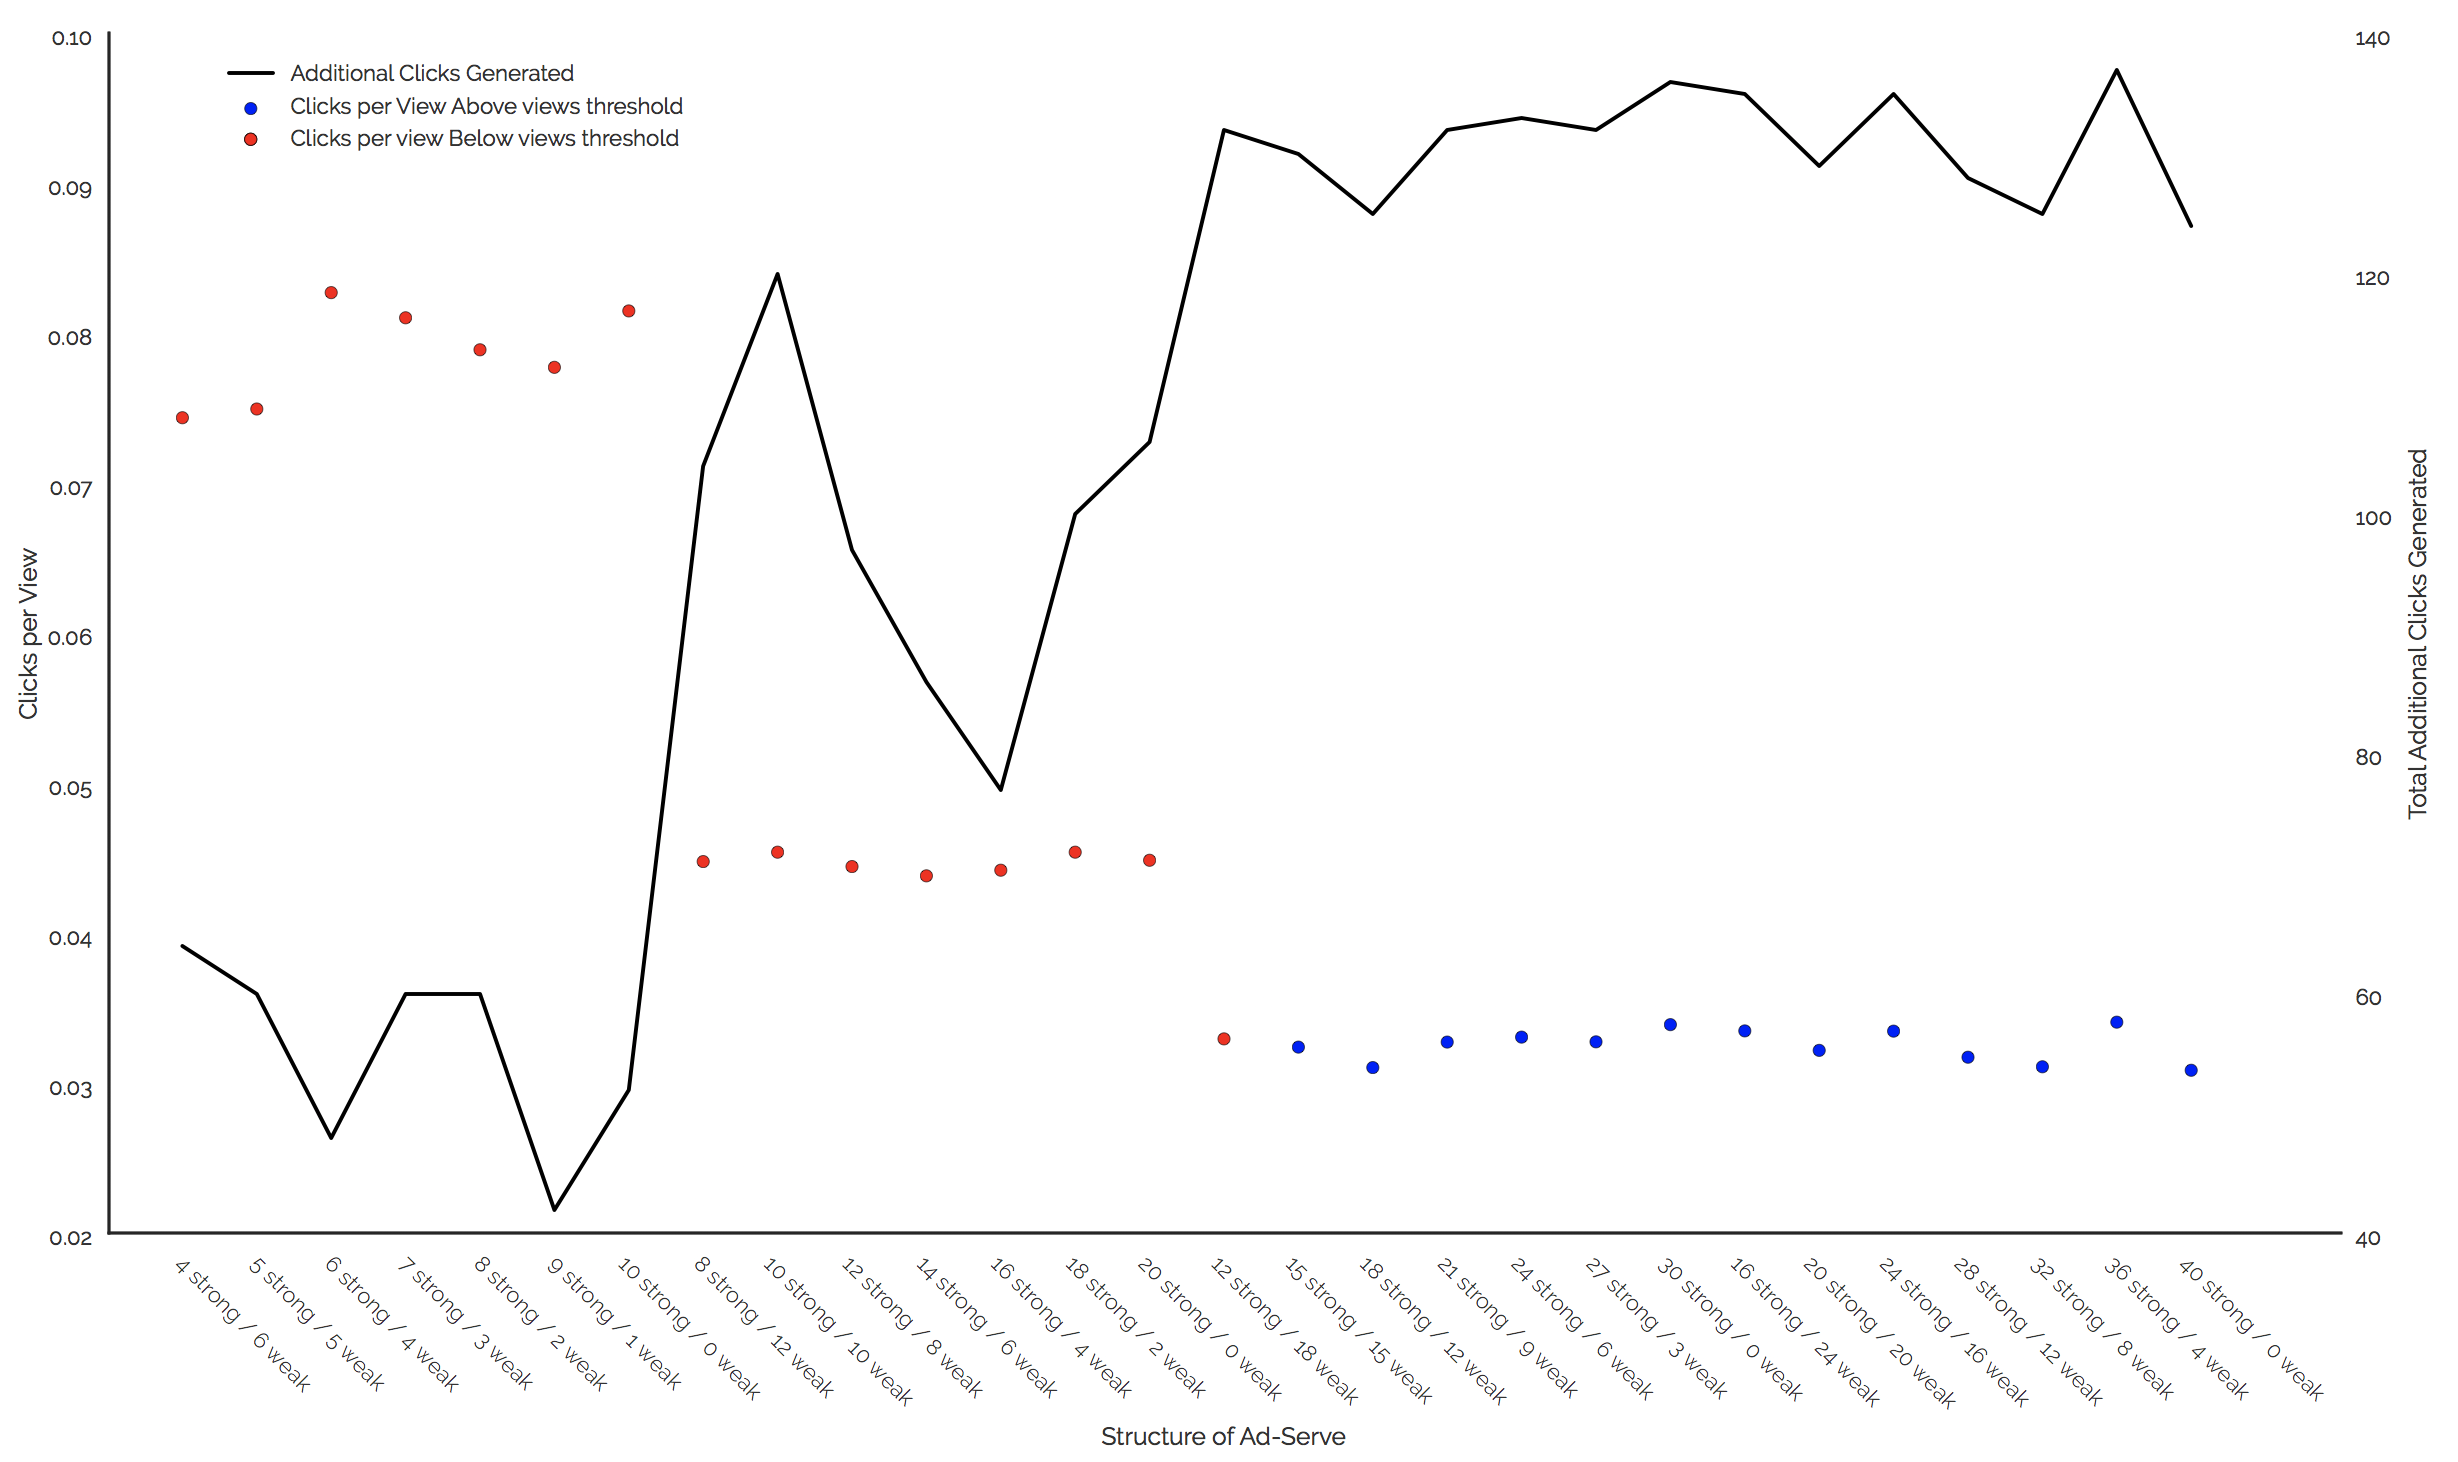 0.10
0.09
0.08
0.07
0.06
0.05
0.04
0.03
0.02
Clicks per View
Additional Clicks Generated
Clicks per View Above views threshold
Clicks per view Below views threshold
140
120
100
80
60
40
Total Additional Clicks Generated
4 strong / 6 weak
5 strong / 5 weak
6 strong / 4 weak
7 strong / 3 weak
8 strong / 2 weak
9 strong / 1 weak
10 strong / 0 weak
8 strong / 12 weak
10 strong / 10 weak
12 strong / 8 weak
14 strong / 6 weak
16 strong / 4 weak
18 strong / 2 weak
20 strong / 0 weak
12 strong / 18 weak
15 strong / 15 weak
18 strong / 12 weak
21 strong / 9 weak
24 strong / 6 weak
27 strong / 3 weak
30 strong / 0 weak
16 strong / 24 weak
20 strong / 20 weak
24 strong / 16 weak
28 strong / 12 weak
32 strong / 8 weak
36 strong / 4 weak
40 strong / 0 weak
Structure of Ad-Serve